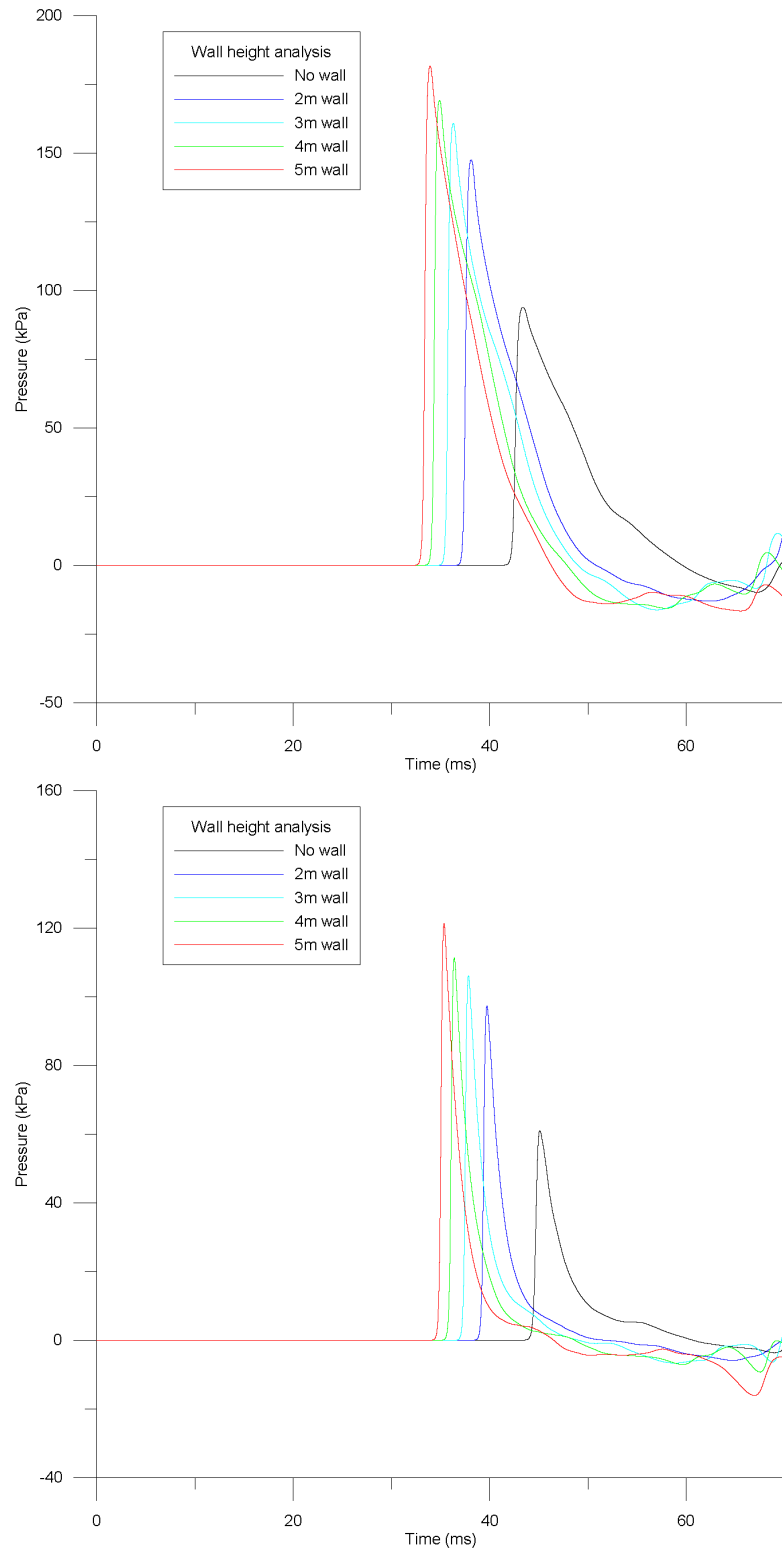 200
Wall height analysis
No wall
2m wall
3m wall
4m wall
5m wall
150
100
50
0
-50
Pressure (kPa)
0
20
40
60
Time (ms)
160
Wall height analysis
No wall
2m wall
3m wall
4m wall
5m wall
120
80
40
0
-40
Pressure (kPa)
0
20
40
60
Time (ms)